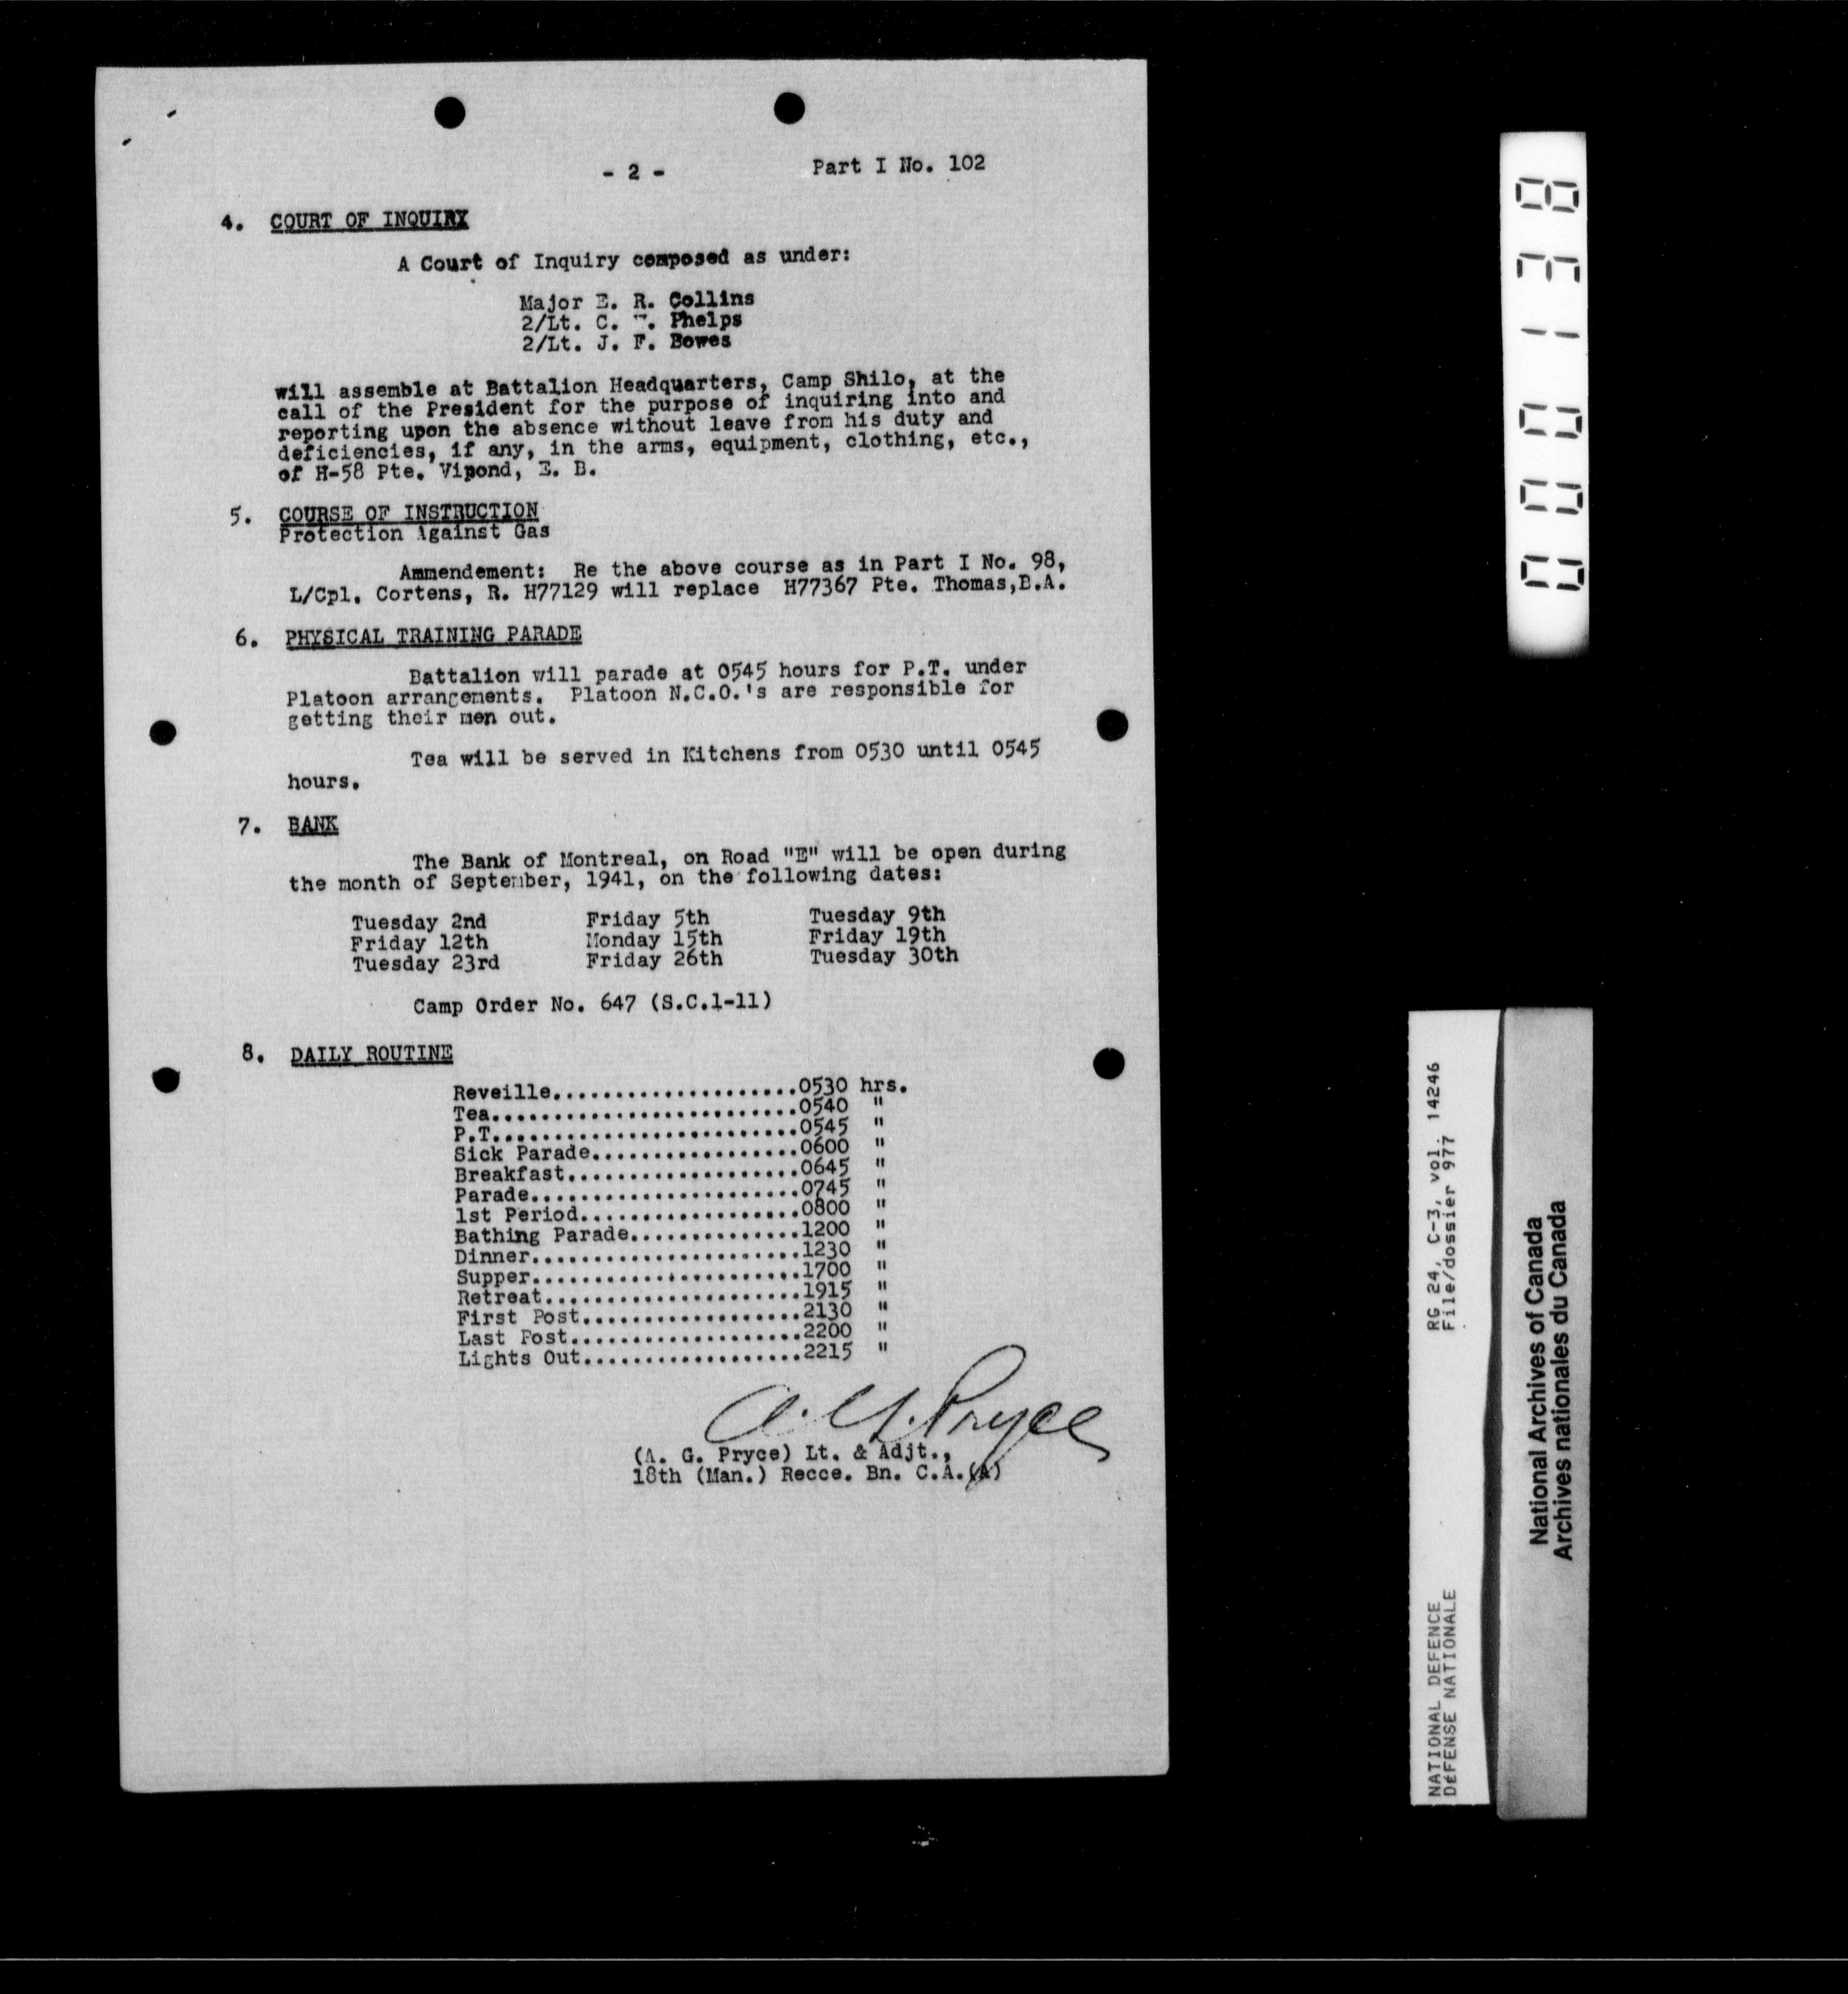 - 2 - Part I No. 102
4. COURT OF INQUIRY
A Court of Inquiry composed as under:
Major E. R. Collins
2/Lt. C. Phelps
2/Lt. J. F. Bowes
will assemble at Battalion Headquarters, Camp Shilo, at the
call of the President for the purpose of inquiring into and
reporting upon the absence without leave from his duty and
deficiencies, if any, in the arms, equipment, clothing, etc.,
of H-58 Pte. Vipond, E. B.
5. COURSE OF INSTRUCTION
Protection Against Gas
Ammendement: Re the above course as in Part I No. 98,
L/Cpl. Cortens, R. H77129 will replace H77367 Pte. Thomas,B.A.
6. PHYSICAL TRAINING PARADE
Battalion will parade at 0545 hours for P.T. under
Platoon arrangements. Platoon N.C.O.'s are responsible for
getting their men out.
Tea will be served in Kitchens from 0530 until 0545
hours.
7. BANK
The Bank of Montreal, on Road "E" will be open during
the month of September, 1941, on the following dates:
Tuesday 2nd Friday 5th Tuesday 9th
Friday 12th Monday 15th Friday 19th
Tuesday 23rd Friday 26th Tuesday 30th
Camp Order No. 647 (S.C.1-11)
8. DAILY ROUTINE
Reveille....................0530 hrs.
Tea.........................0540 "
P.T.........................0545 "
Sick Parade.................0600 "
Breakfast...................0645 "
Parade......................0745 "
1st Period..................0800 "
Bathing Parade..............1200 "
Dinner......................1230 "
Supper......................1700 "
Retreat.....................1915 "
First Post..................2130 "
Last Post...................2200 "
Lights Out..................2215 "
A. G. Pryce
(A. G. Pryce) Lt. & Adjt.,
18th (Man.) Recce. Bn. C.A.(A)
000138
NATIONAL DEFENCE RG 24, C-3, vol. 14246
DÉFENSE NATIONALE File/dossier 977
National Archives of Canada
Archives nationales du Canada